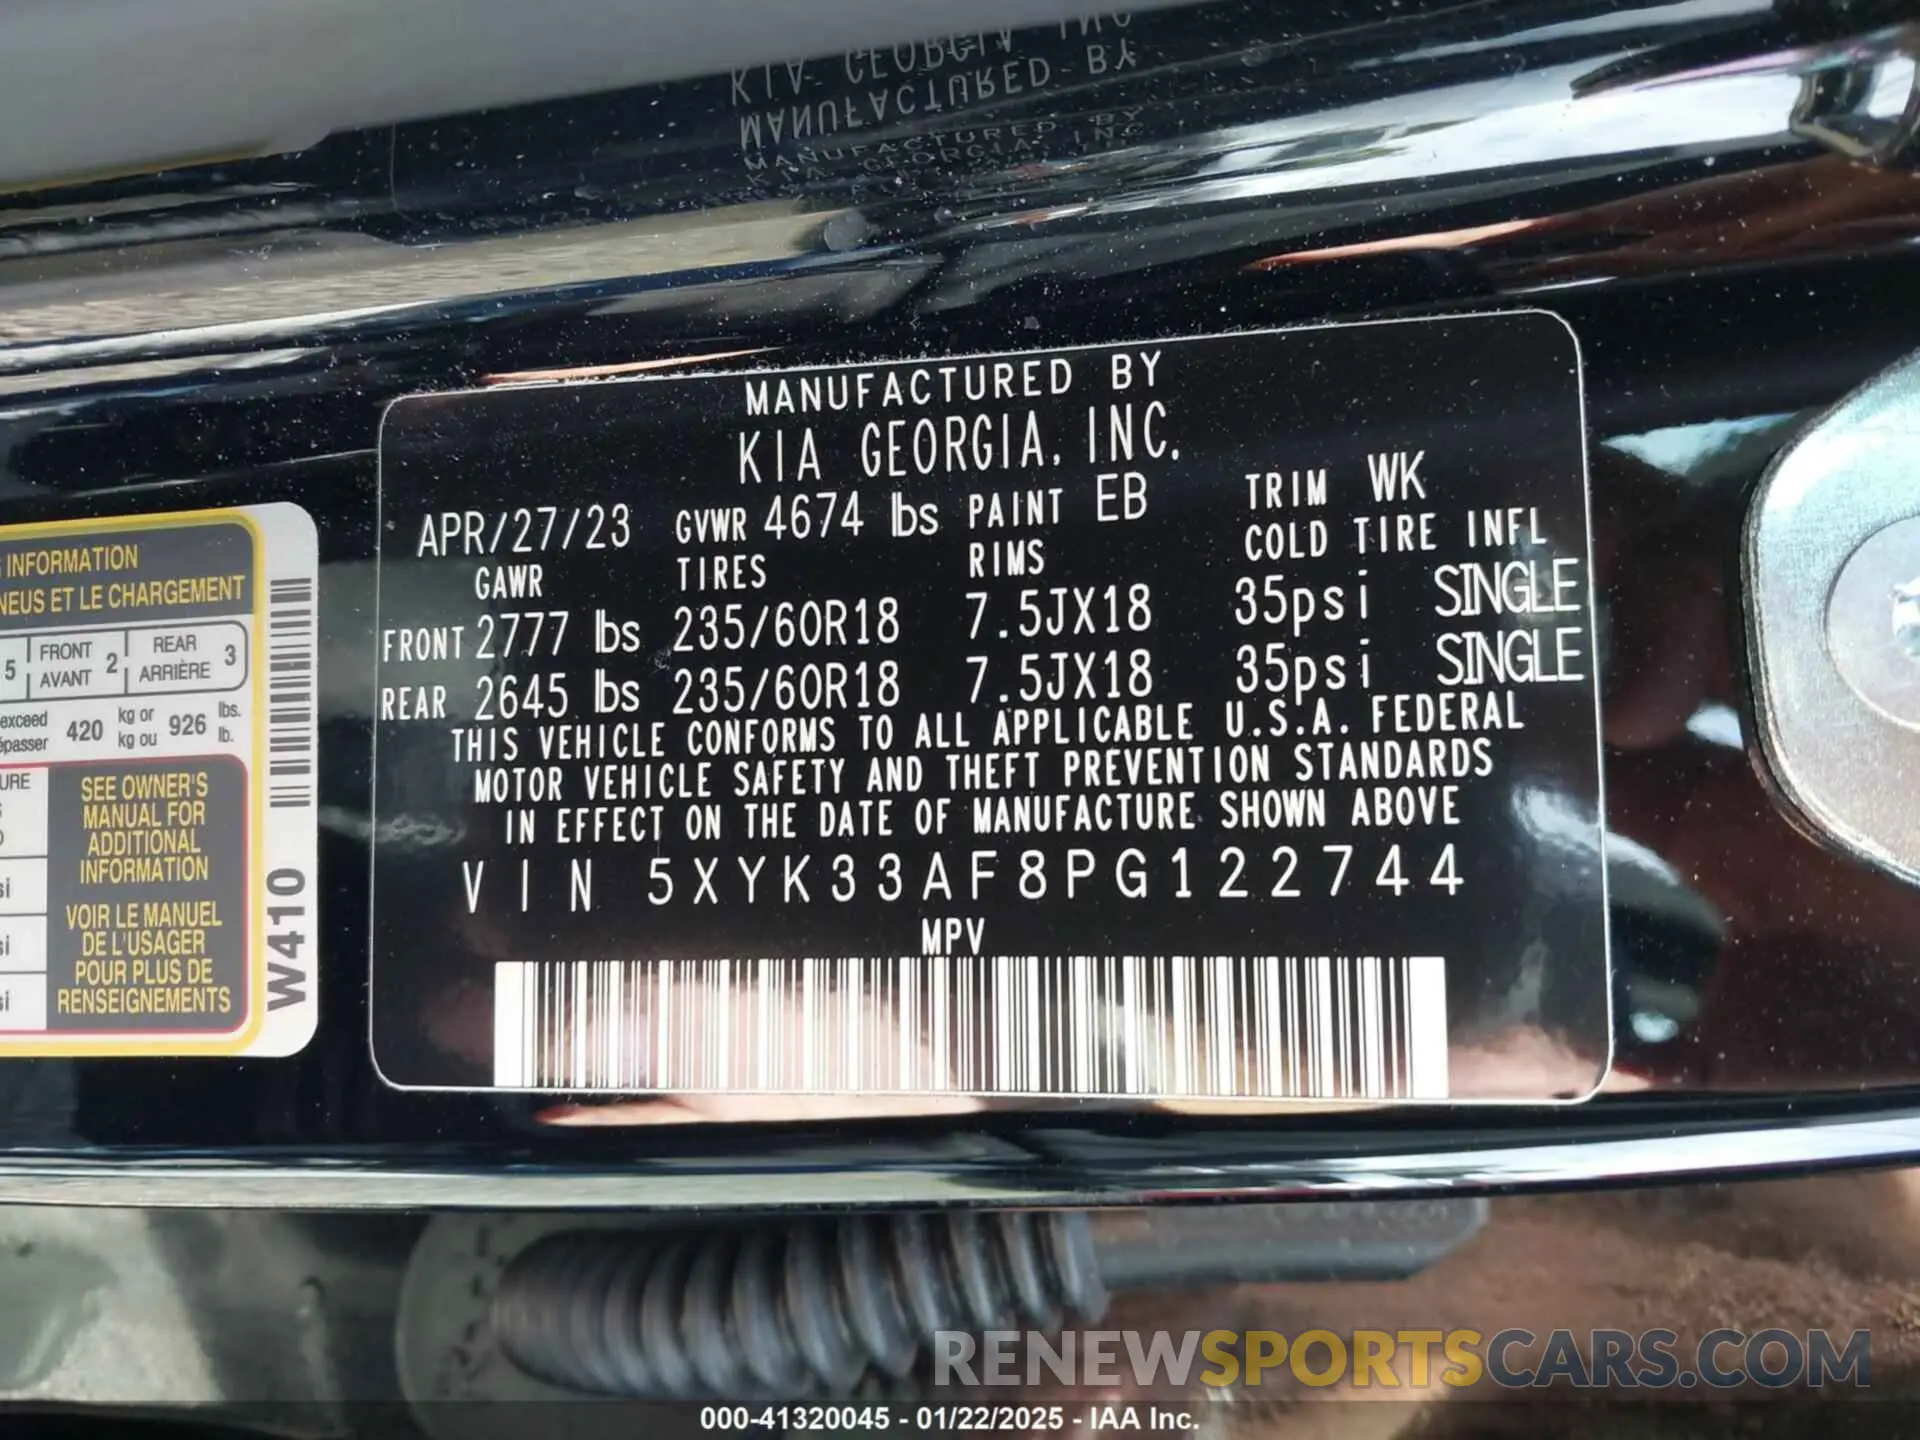 MANUFACTURED BY
KIA GEORGIA, INC.
APR/27/23 GVWR 4674 lbs PAINT EB TRIM WK
GAWR TIRES RIMS COLD TIRE INFL
FRONT 2777 lbs 235/60R18 7.5JX18 35psi SINGLE
REAR 2645 lbs 235/60R18 7.5JX18 35psi SINGLE
THIS VEHICLE CONFORMS TO ALL APPLICABLE U.S.A. FEDERAL
MOTOR VEHICLE SAFETY AND THEFT PREVENTION STANDARDS
IN EFFECT ON THE DATE OF MANUFACTURE SHOWN ABOVE
VIN 5XYK33AF8PG122744
MPV
INFORMATION
NEUS ET LE CHARGEMENT
5 FRONT AVANT 2 REAR ARRIÈRE 3
exceed 420 kg or 926 lbs.
épasser kg ou lb.
SEE OWNER'S
MANUAL FOR
ADDITIONAL
INFORMATION
VOIR LE MANUEL
DE L'USAGER
POUR PLUS DE
RENSEIGNEMENTS
W410
RENEWSPORTSCARS.COM
000-41320045 - 01/22/2025 - IAA Inc.